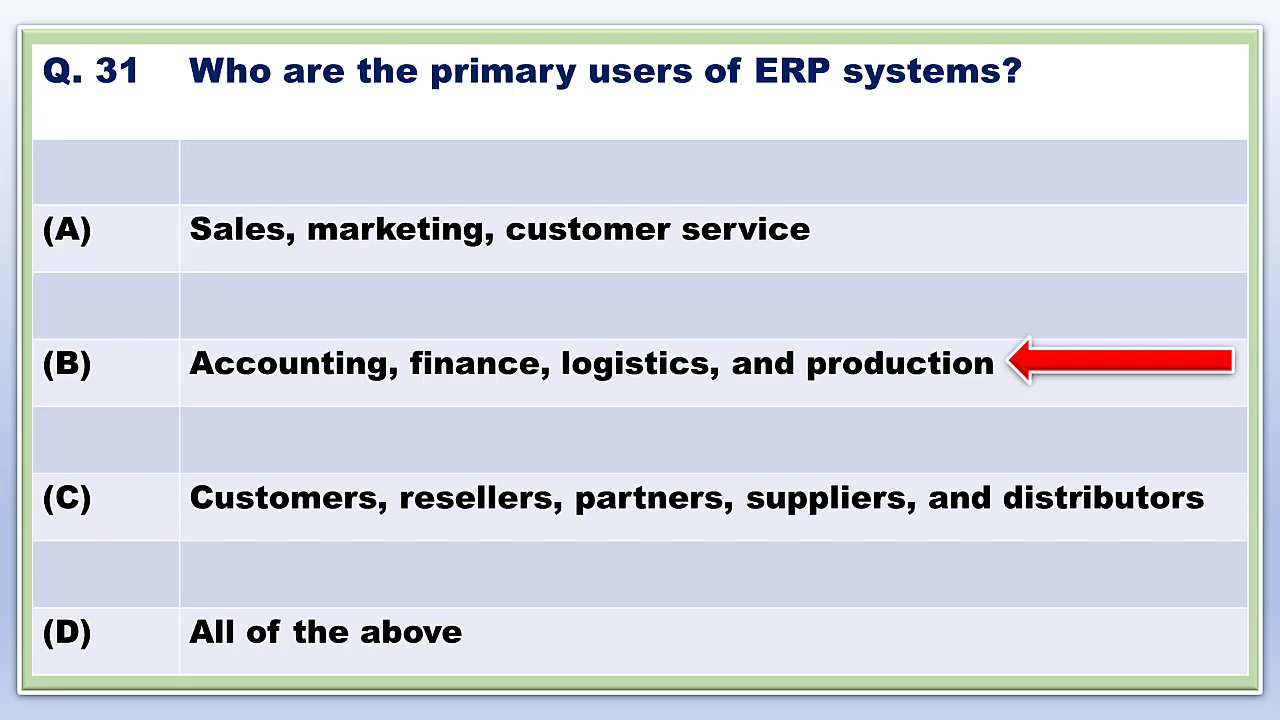 Q. 31 Who are the primary users of ERP systems?
(A) Sales, marketing, customer service
(B) Accounting, finance, logistics, and production
(C) Customers, resellers, partners, suppliers, and distributors
(D) All of the above